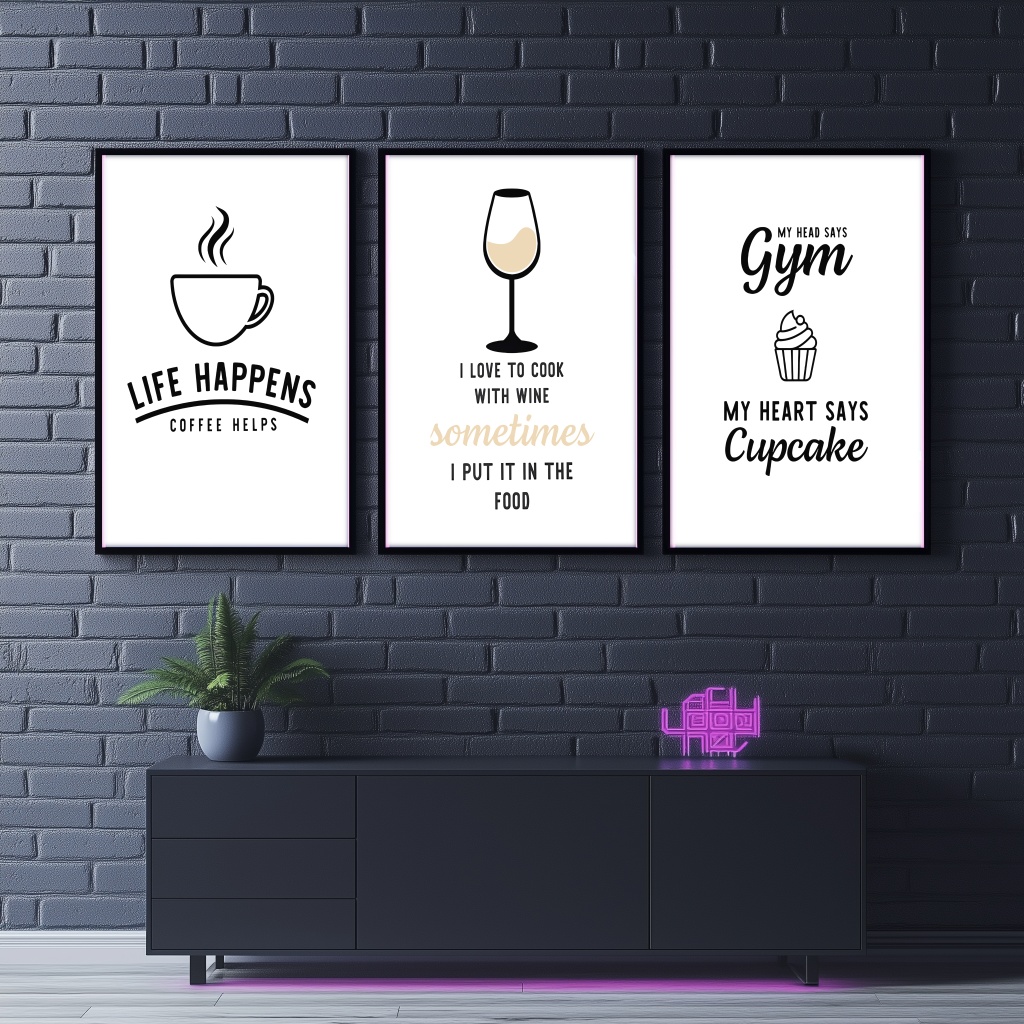 LIFE HAPPENS
COFFEE HELPS
I LOVE TO COOK
WITH WINE
sometimes
I PUT IT IN THE
FOOD
MY HEAD SAYS
Gym
MY HEART SAYS
Cupcake